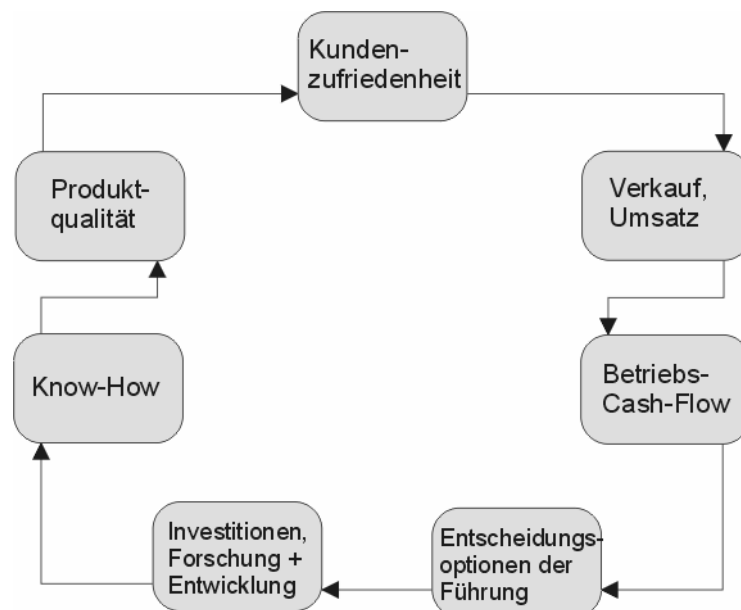 Kunden-
zufriedenheit
Verkauf,
Umsatz
Betriebs-
Cash-Flow
Entscheidungs-
optionen der
Führung
Investitionen,
Forschung +
Entwicklung
Know-How
Produkt-
qualität